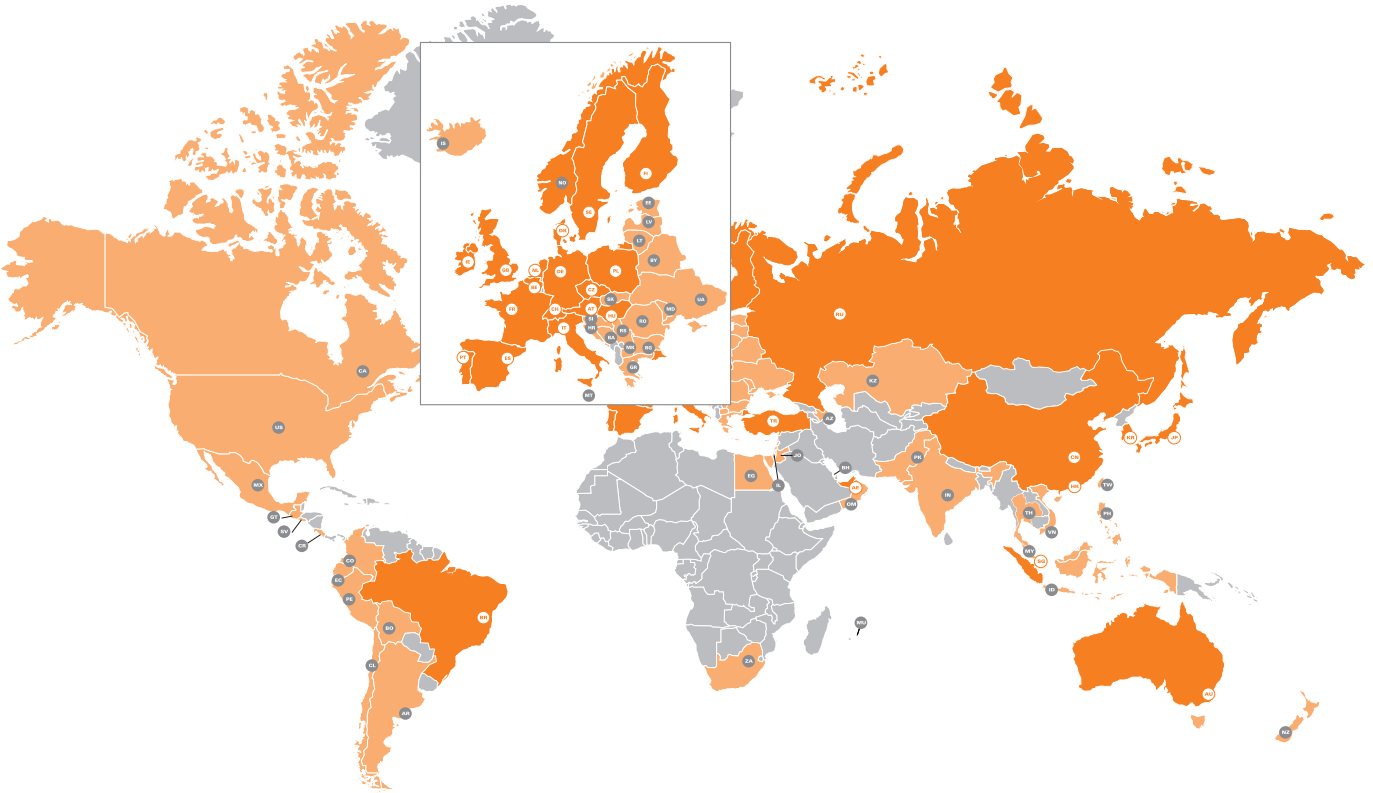 IS
NO
FI
SE
EE
LV
DK
LT
BY
IE
GB
NL
DE
PL
BE
CZ
SK
UA
FR
CH
AT
HU
MD
SI
RO
IT
HR
RS
BA
MK
BG
PT
ES
GR
MT
RU
CA
KZ
US
TR
AZ
KR
JP
JO
PK
CN
BH
EG
MX
IL
AE
HK
TW
IN
OM
GT
TH
PH
SV
VN
CR
MY
CO
SG
EC
ID
PE
BR
MU
BO
ZA
CL
AU
AR
NZ